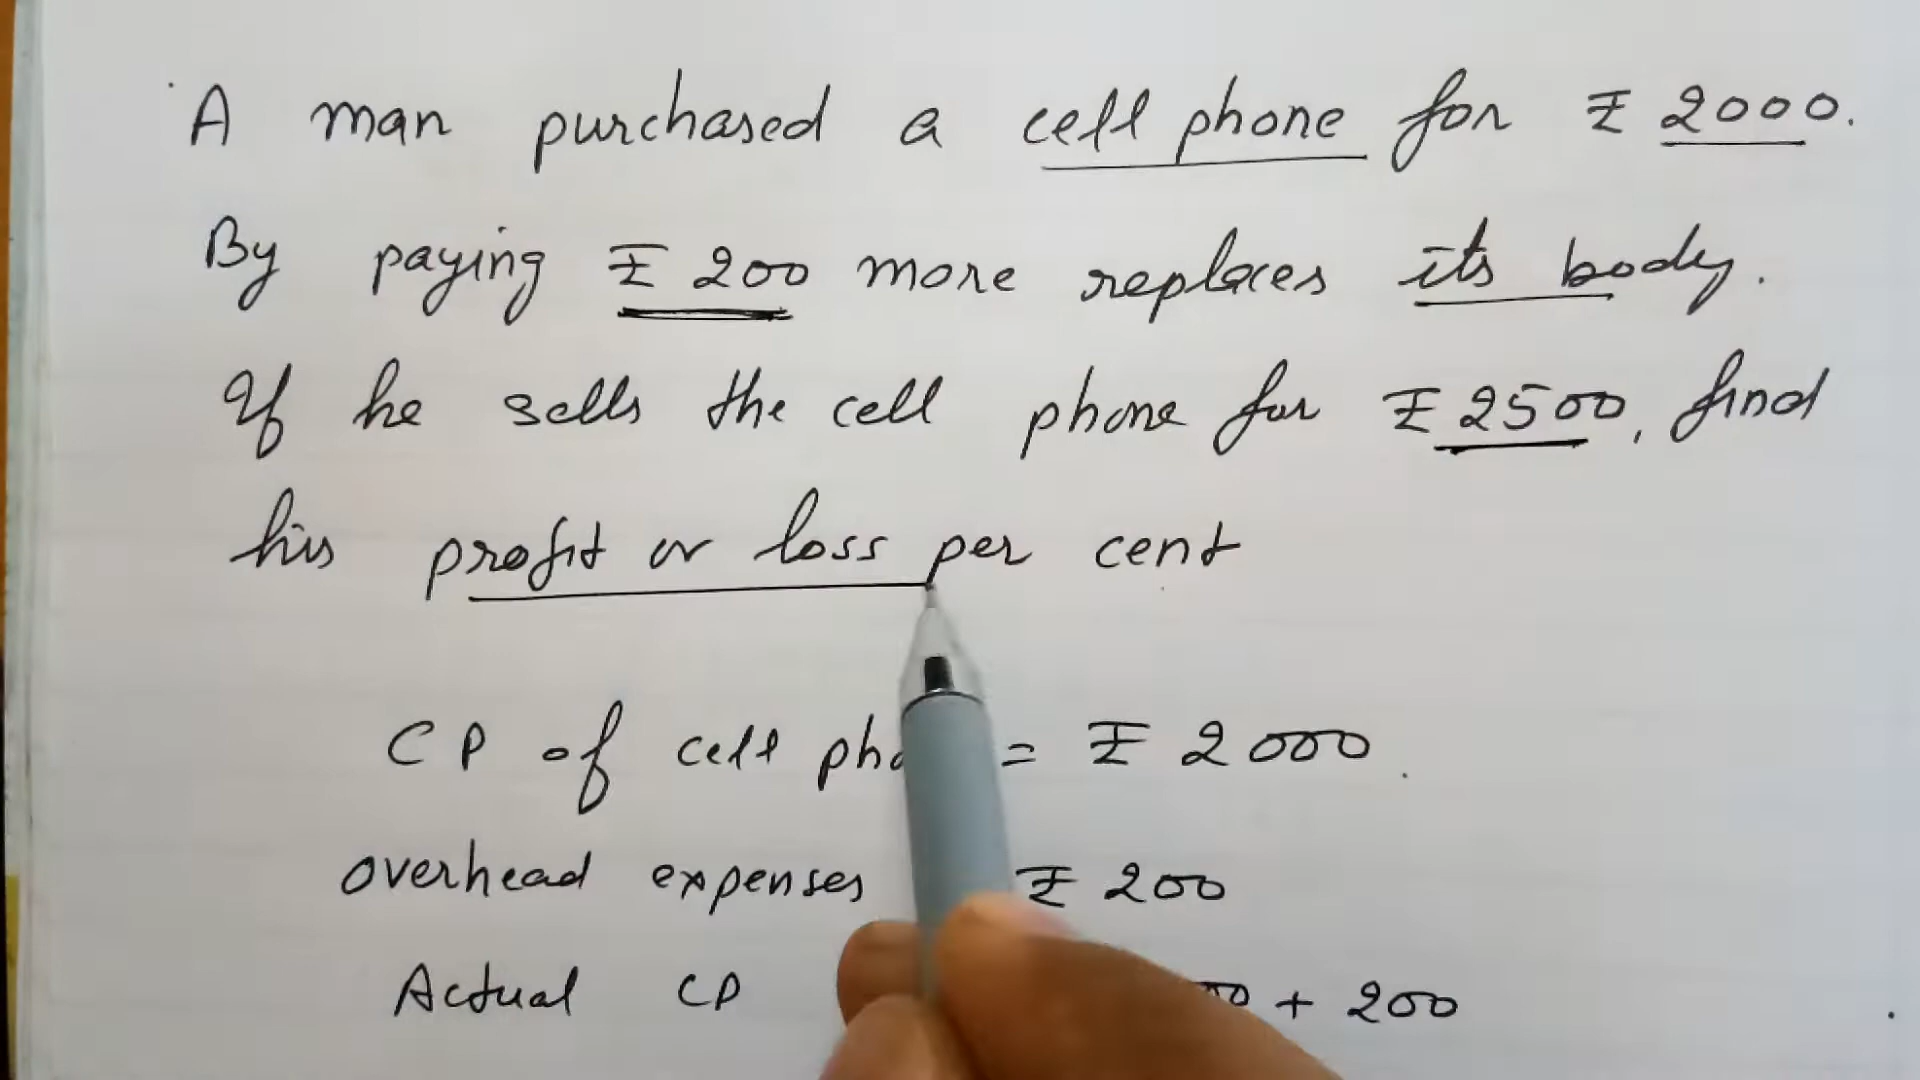 A man purchased a cell phone for ₹ 2000.
By paying ₹ 200 more replaces its body.
If he sells the cell phone for ₹ 2500, find
his profit or loss per cent
CP of cell pho = ₹ 2000
overhead expenses ₹ 200
Actual CP + 200